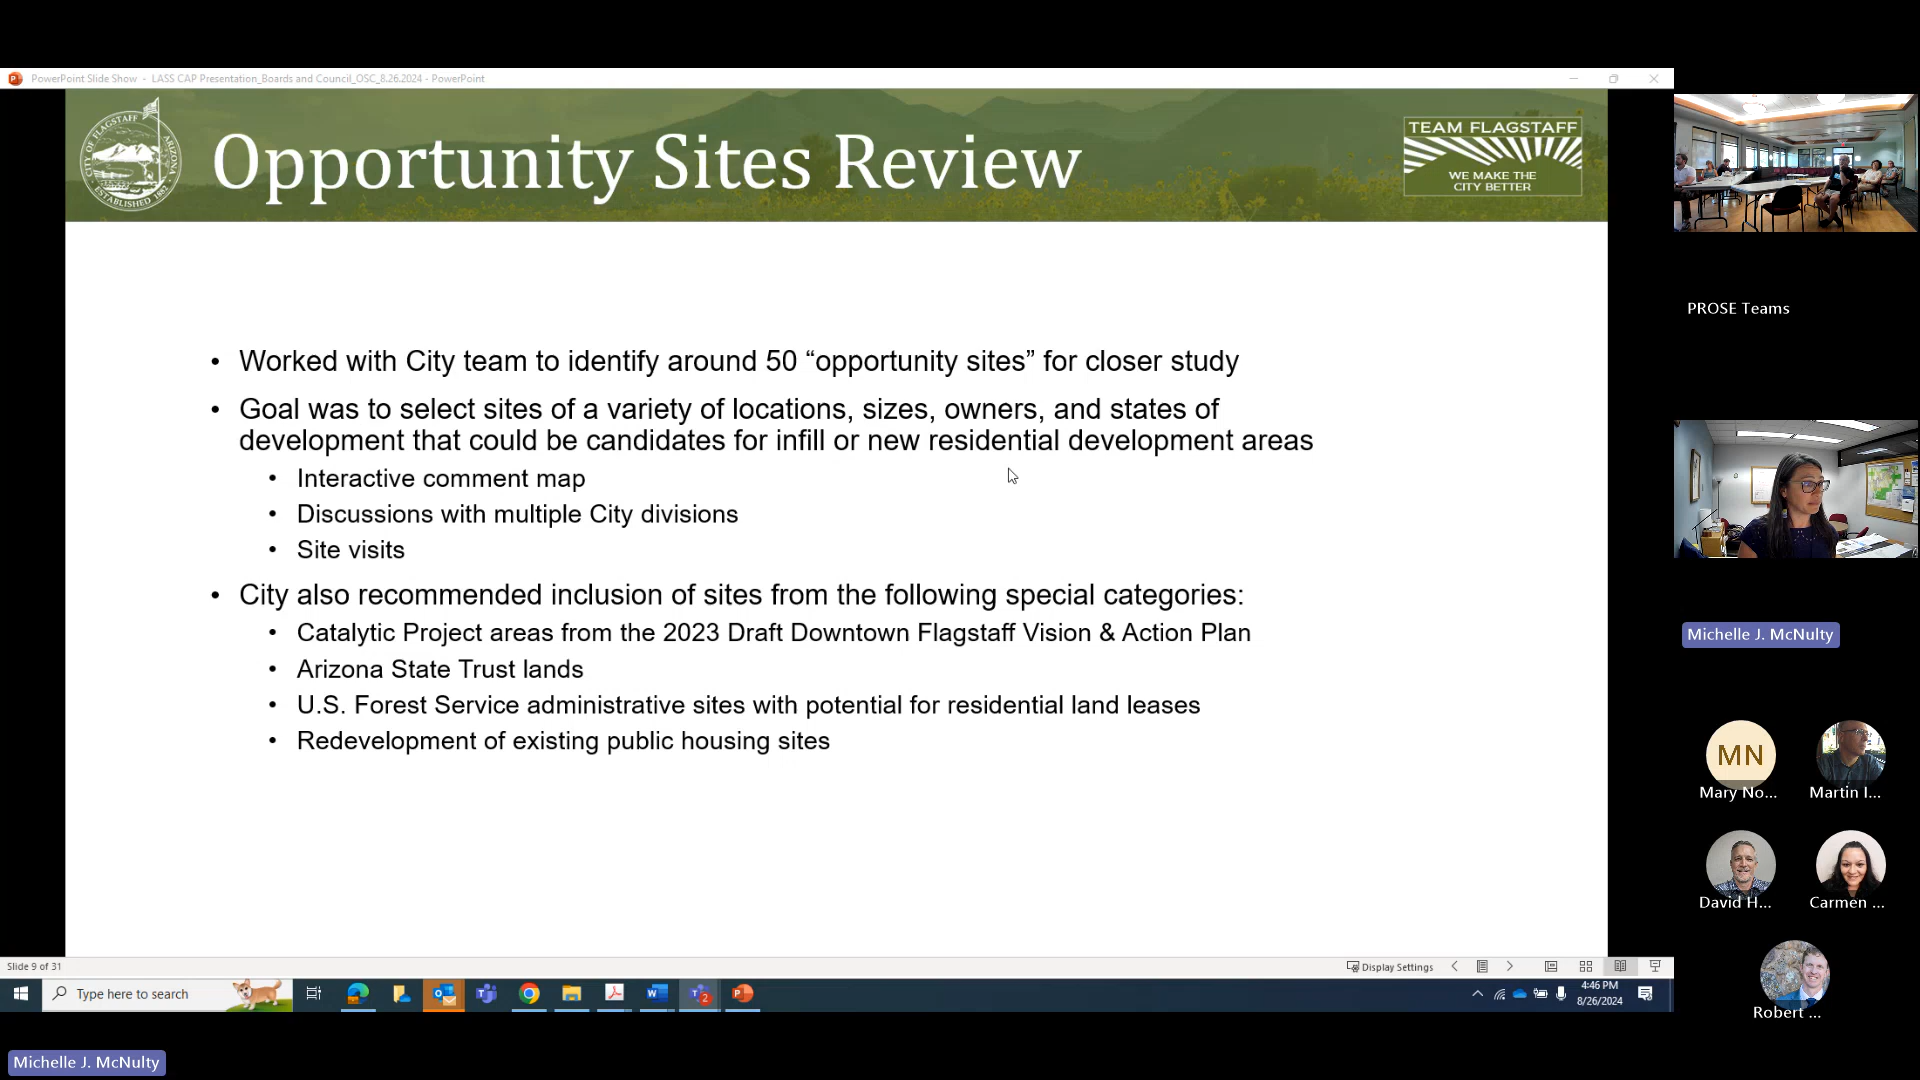 PowerPoint Slide Show - LASS CAP Presentation_Boards and Council_OSC_8.26.2024 - PowerPoint
CITY OF FLAGSTAFF ARIZONA
ESTABLISHED 1882
Opportunity Sites Review
TEAM FLAGSTAFF
WE MAKE THE
CITY BETTER
• Worked with City team to identify around 50 “opportunity sites” for closer study
• Goal was to select sites of a variety of locations, sizes, owners, and states of
development that could be candidates for infill or new residential development areas
• Interactive comment map
• Discussions with multiple City divisions
• Site visits
• City also recommended inclusion of sites from the following special categories:
• Catalytic Project areas from the 2023 Draft Downtown Flagstaff Vision & Action Plan
• Arizona State Trust lands
• U.S. Forest Service administrative sites with potential for residential land leases
• Redevelopment of existing public housing sites
PROSE Teams
Michelle J. McNulty
MN
Mary No...
Martin I...
David H...
Carmen ...
Robert ...
Slide 9 of 31
Display Settings
Type here to search
2
4:46 PM
8/26/2024
Michelle J. McNulty